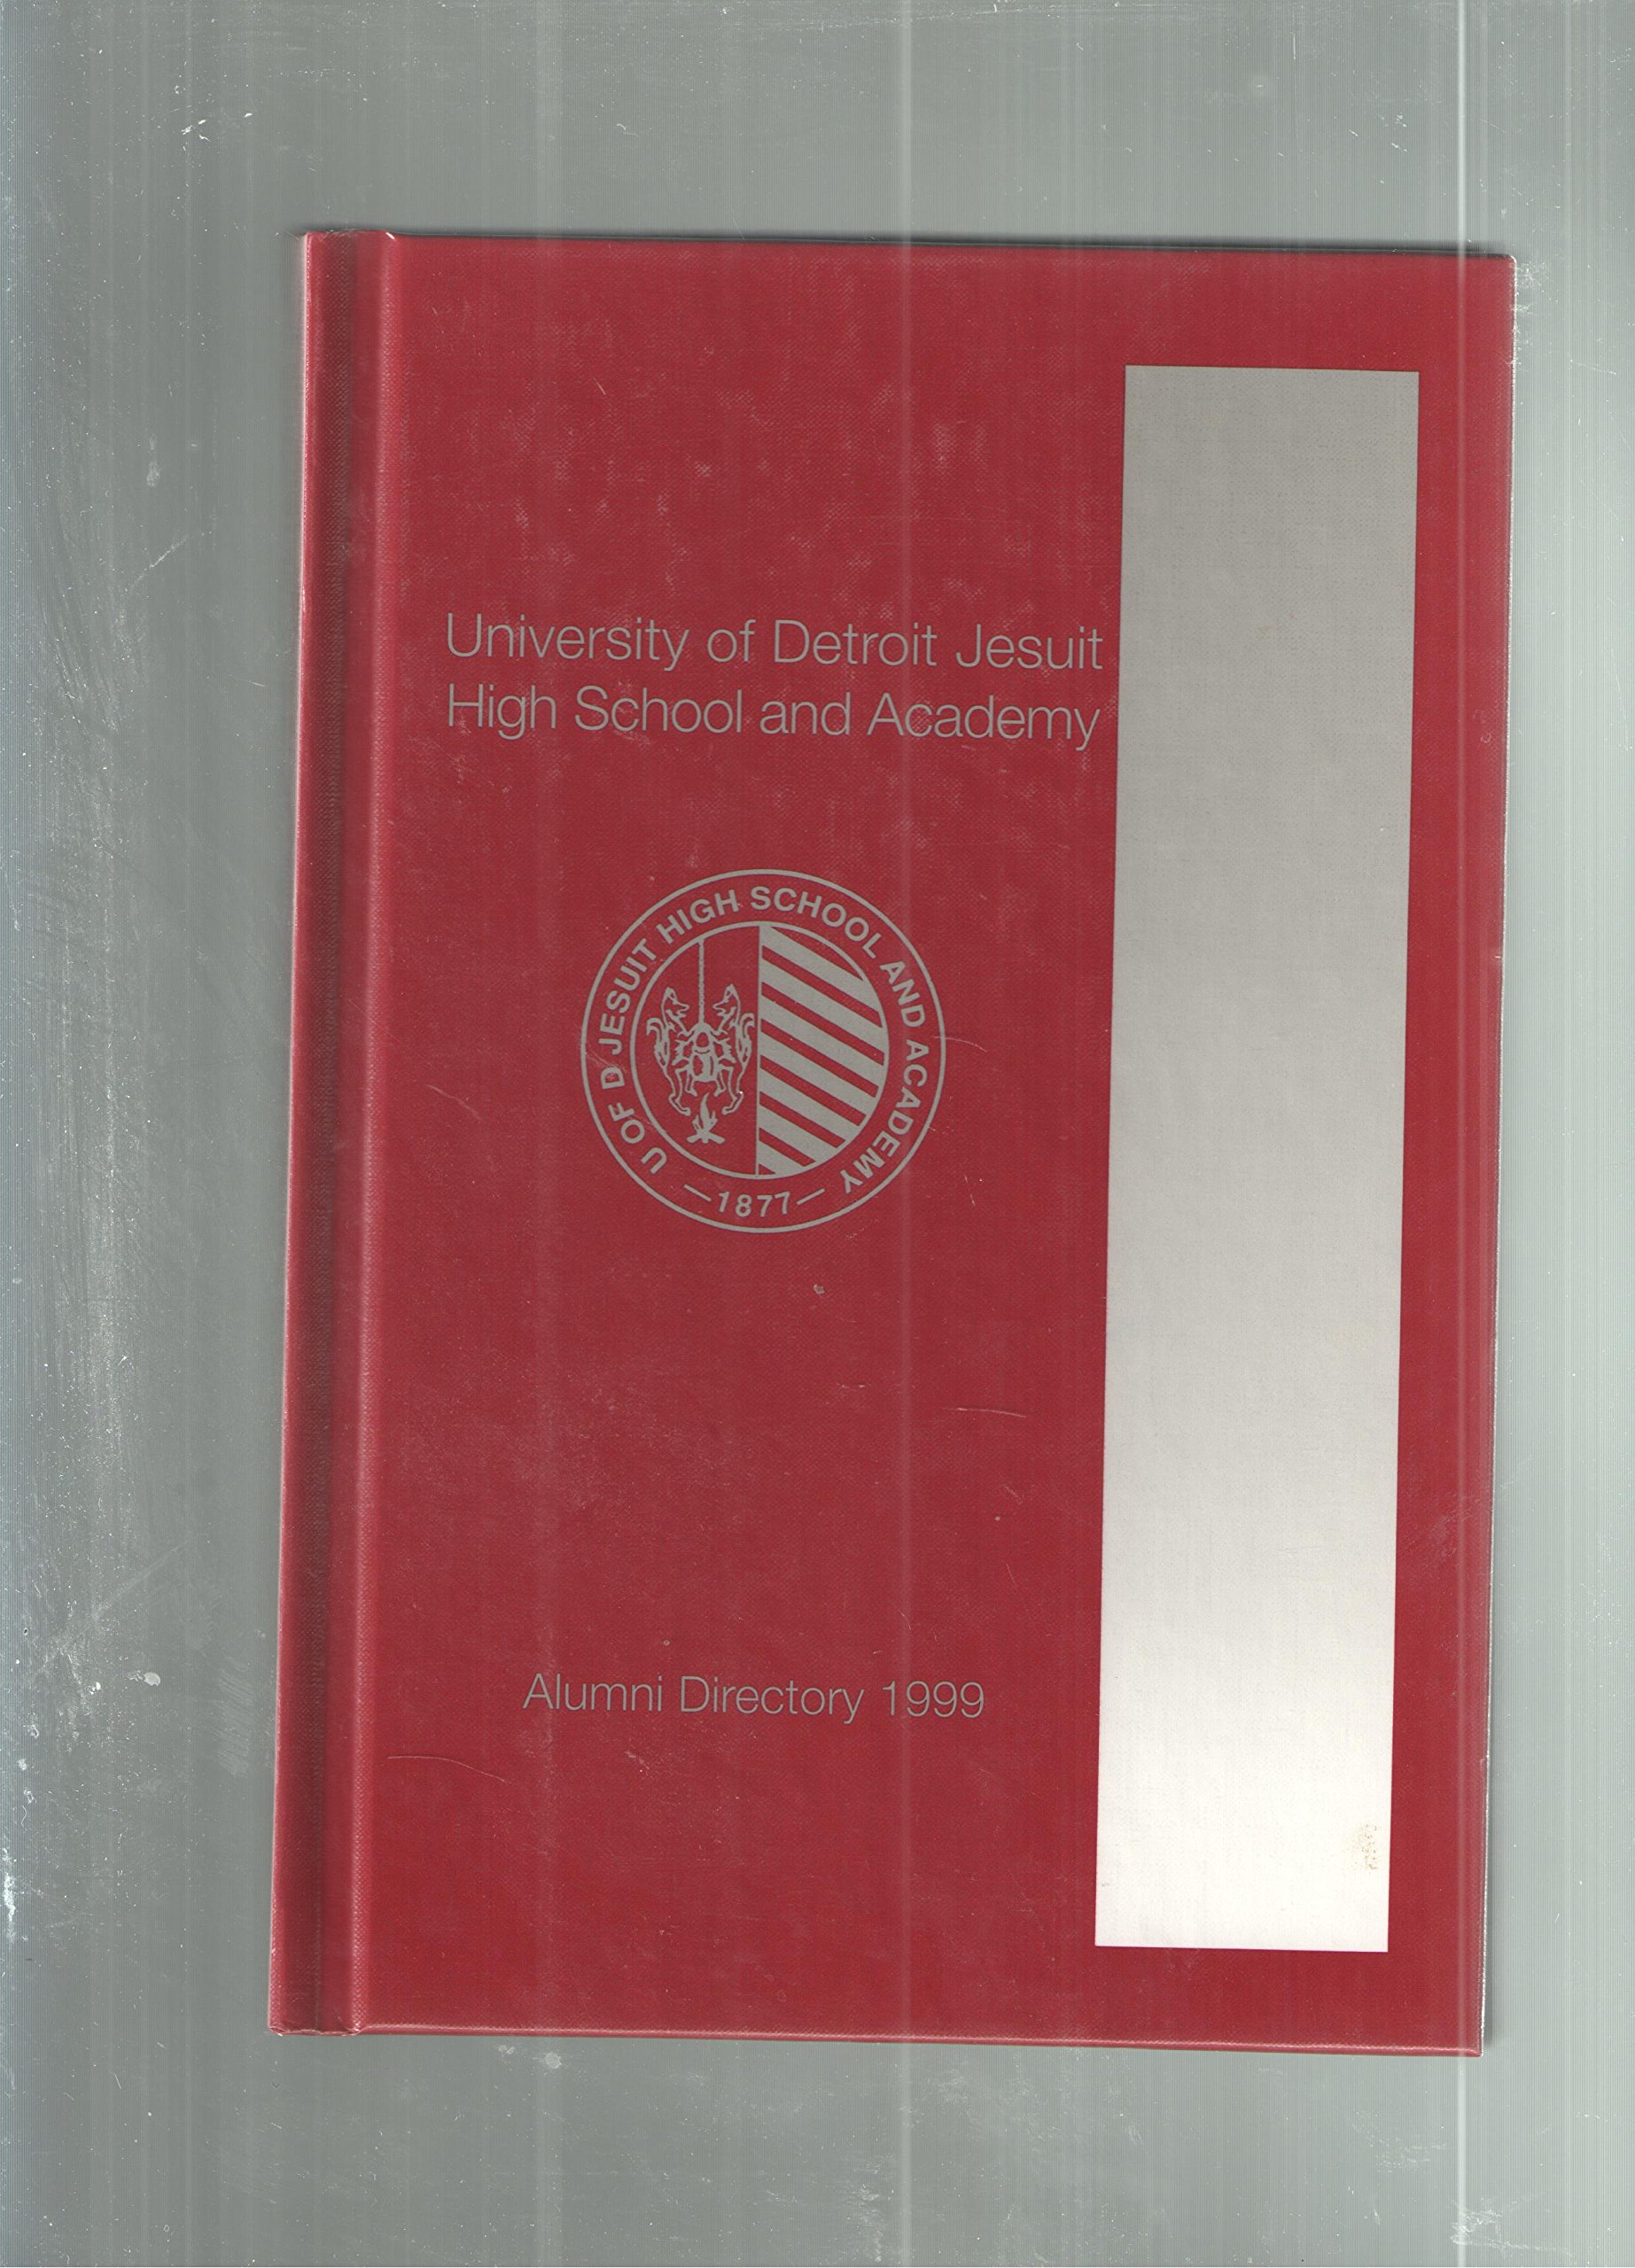 University of Detroit Jesuit
High School and Academy
U OF D JESUIT HIGH SCHOOL AND ACADEMY
—1877—
Alumni Directory 1999